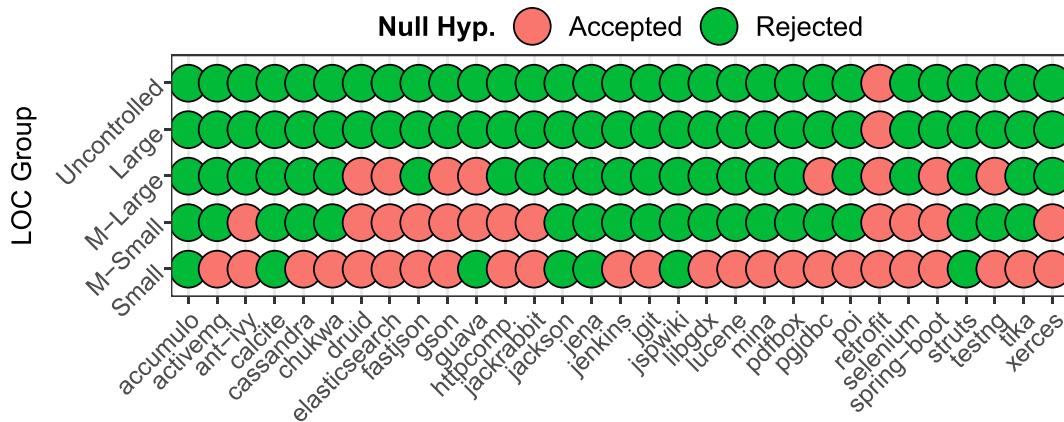 Null Hyp. Accepted Rejected
LOC Group
Uncontrolled
Large
M−Large
M−Small
Small
accumulo
activemq
ant−ivy
calcite
cassandra
chukwa
druid
elasticsearch
fastjson
gson
guava
httpcomp.
jackrabbit
jackson
jena
jenkins
jgit
jspwiki
libgdx
lucene
mina
pdfbox
pgjdbc
poi
retrofit
selenium
spring−boot
struts
testng
tika
xerces